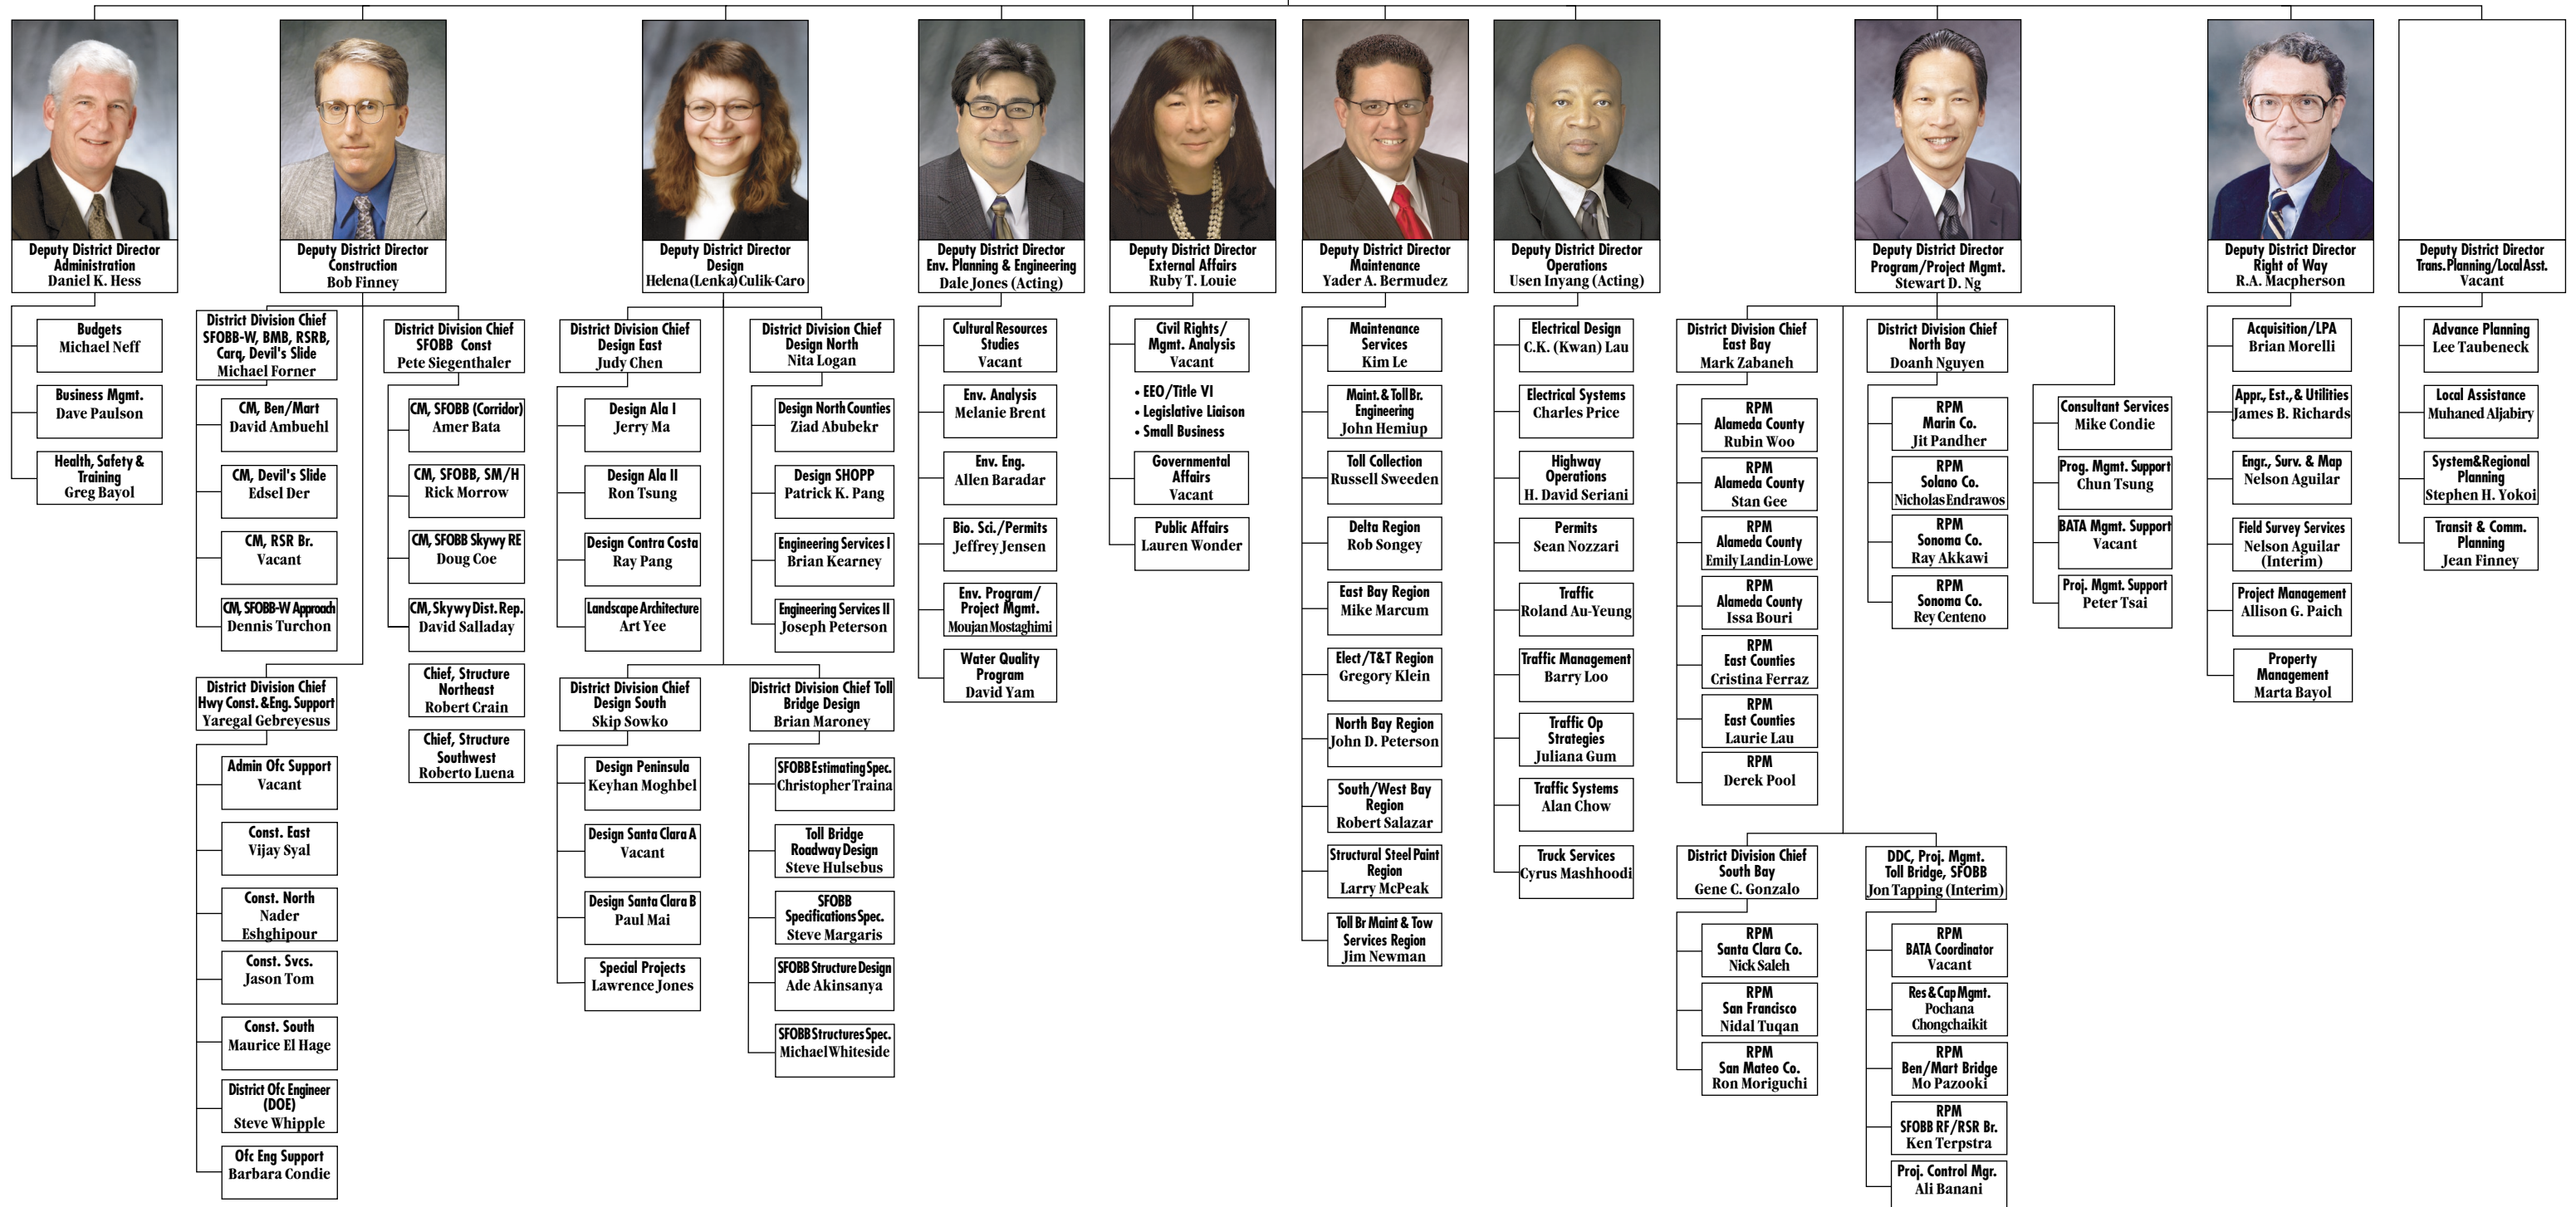 Deputy District Director
Administration
Daniel K. Hess
Budgets
Michael Neff
Business Mgmt.
Dave Paulson
Health, Safety &
Training
Greg Bayol
Deputy District Director
Construction
Bob Finney
District Division Chief
SFOBB-W, BMB, RSRB,
Carq, Devil's Slide
Michael Forner
CM, Ben/Mart
David Ambuehl
CM, Devil's Slide
Edsel Der
CM, RSR Br.
Vacant
CM, SFOBB-W Approach
Dennis Turchon
District Division Chief
SFOBB Const
Pete Siegenthaler
CM, SFOBB (Corridor)
Amer Bata
CM, SFOBB, SM/H
Rick Morrow
CM, SFOBB Skywy RE
Doug Coe
CM, Skywy Dist. Rep.
David Salladay
Chief, Structure
Northeast
Robert Crain
Chief, Structure
Southwest
Roberto Luena
District Division Chief
Hwy Const. &Eng. Support
Yaregal Gebreyesus
Admin Ofc Support
Vacant
Const. East
Vijay Syal
Const. North
Nader
Eshghipour
Const. Svcs.
Jason Tom
Const. South
Maurice El Hage
District Ofc Engineer
(DOE)
Steve Whipple
Ofc Eng Support
Barbara Condie
Deputy District Director
Design
Helena (Lenka) Culik-Caro
District Division Chief
Design East
Judy Chen
Design Ala I
Jerry Ma
Design Ala II
Ron Tsung
Design Contra Costa
Ray Pang
Landscape Architecture
Art Yee
District Division Chief
Design North
Nita Logan
Design North Counties
Ziad Abubekr
Design SHOPP
Patrick K. Pang
Engineering Services I
Brian Kearney
Engineering Services II
Joseph Peterson
District Division Chief
Design South
Skip Sowko
Design Peninsula
Keyhan Moghbel
Design Santa Clara A
Vacant
Design Santa Clara B
Paul Mai
Special Projects
Lawrence Jones
District Division Chief Toll
Bridge Design
Brian Maroney
SFOBB Estimating Spec.
Christopher Traina
Toll Bridge
Roadway Design
Steve Hulsebus
SFOBB
Specifications Spec.
Steve Margaris
SFOBB Structure Design
Ade Akinsanya
SFOBB Structures Spec.
Michael Whiteside
Deputy District Director
Env. Planning & Engineering
Dale Jones (Acting)
Cultural Resources
Studies
Vacant
Env. Analysis
Melanie Brent
Env. Eng.
Allen Baradar
Bio. Sci./Permits
Jeffrey Jensen
Env. Program/
Project Mgmt.
Moujan Mostaghimi
Water Quality
Program
David Yam
Deputy District Director
External Affairs
Ruby T. Louie
Civil Rights/
Mgmt. Analysis
Vacant
• EEO/Title VI
• Legislative Liaison
• Small Business
Governmental
Affairs
Vacant
Public Affairs
Lauren Wonder
Deputy District Director
Maintenance
Yader A. Bermudez
Maintenance
Services
Kim Le
Maint. & Toll Br.
Engineering
John Hemiup
Toll Collection
Russell Sweeden
Delta Region
Rob Songey
East Bay Region
Mike Marcum
Elect/T&T Region
Gregory Klein
North Bay Region
John D. Peterson
South/West Bay
Region
Robert Salazar
Structural Steel Paint
Region
Larry McPeak
Toll Br Maint & Tow
Services Region
Jim Newman
Deputy District Director
Operations
Usen Inyang (Acting)
Electrical Design
C.K. (Kwan) Lau
Electrical Systems
Charles Price
Highway
Operations
H. David Seriani
Permits
Sean Nozzari
Traffic
Roland Au-Yeung
Traffic Management
Barry Loo
Traffic Op
Strategies
Juliana Gum
Traffic Systems
Alan Chow
Truck Services
Cyrus Mashhoodi
Deputy District Director
Program/Project Mgmt.
Stewart D. Ng
District Division Chief
East Bay
Mark Zabaneh
RPM
Alameda County
Rubin Woo
RPM
Alameda County
Stan Gee
RPM
Alameda County
Emily Landin-Lowe
RPM
Alameda County
Issa Bouri
RPM
East Counties
Cristina Ferraz
RPM
East Counties
Laurie Lau
RPM
Derek Pool
District Division Chief
North Bay
Doanh Nguyen
RPM
Marin Co.
Jit Pandher
RPM
Solano Co.
Nicholas Endrawos
RPM
Sonoma Co.
Ray Akkawi
RPM
Sonoma Co.
Rey Centeno
Consultant Services
Mike Condie
Prog. Mgmt. Support
Chun Tsung
BATA Mgmt. Support
Vacant
Proj. Mgmt. Support
Peter Tsai
District Division Chief
South Bay
Gene C. Gonzalo
RPM
Santa Clara Co.
Nick Saleh
RPM
San Francisco
Nidal Tuqan
RPM
San Mateo Co.
Ron Moriguchi
DDC, Proj. Mgmt.
Toll Bridge, SFOBB
Jon Tapping (Interim)
RPM
BATA Coordinator
Vacant
Res & Cap Mgmt.
Pochana
Chongchaikit
RPM
Ben/Mart Bridge
Mo Pazooki
RPM
SFOBB RF/RSR Br.
Ken Terpstra
Proj. Control Mgr.
Ali Banani
Deputy District Director
Right of Way
R.A. Macpherson
Acquisition/LPA
Brian Morelli
Appr., Est., & Utilities
James B. Richards
Engr., Surv. & Map
Nelson Aguilar
Field Survey Services
Nelson Aguilar
(Interim)
Project Management
Allison G. Paich
Property
Management
Marta Bayol
Deputy District Director
Trans. Planning/Local Asst.
Vacant
Advance Planning
Lee Taubeneck
Local Assistance
Muhaned Aljabiry
System&Regional
Planning
Stephen H. Yokoi
Transit & Comm.
Planning
Jean Finney